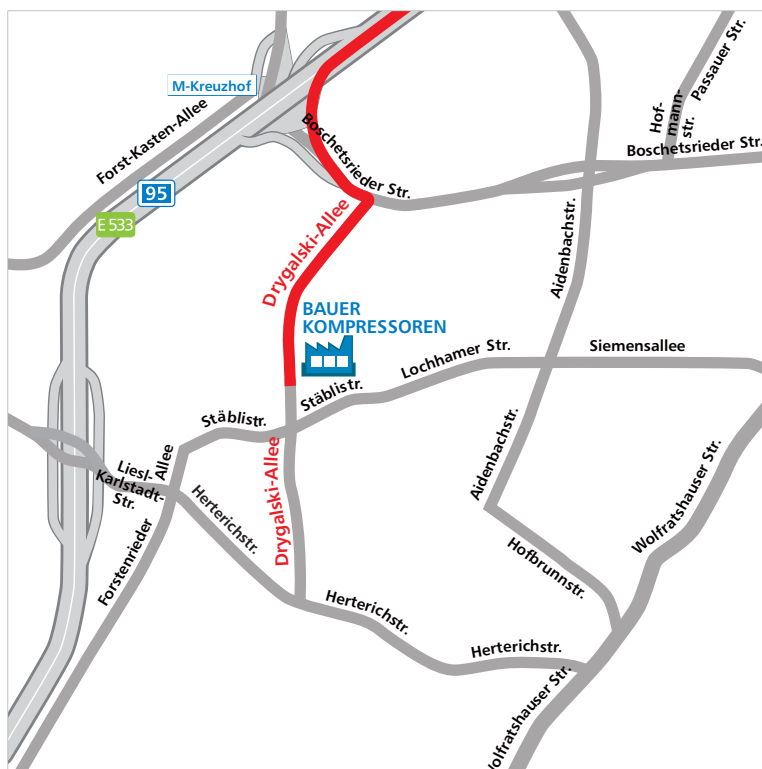 M-Kreuzhof
Forst-Kasten-Allee
Boschetsrieder Str.
Passauer Str.
Hof-
mann-
str.
Boschetsrieder Str.
95
E 533
Drygalski-Allee
Aidenbachstr.
BAUER
KOMPRESSOREN
Siemensallee
Lochhamer Str.
Stäblistr.
Stäblistr.
Aidenbachstr.
Drygalski-Allee
Liesl-
Karlstadt-
Str.
Forstenrieder
Allee
Herterichstr.
Wolfratshauser Str.
Hofbrunnstr.
Herterichstr.
Herterichstr.
Wolfratshauser Str.